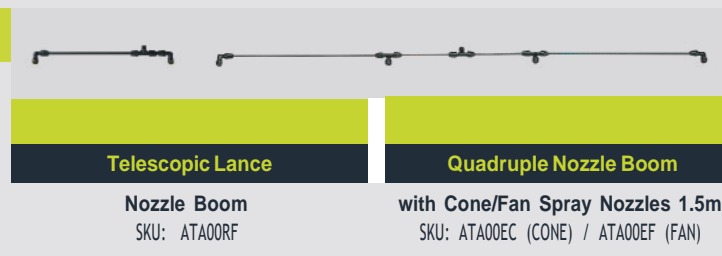 Telescopic Lance
Nozzle Boom
SKU: ATA00RF
Quadruple Nozzle Boom
with Cone/Fan Spray Nozzles 1.5m
SKU: ATA00EC (CONE) / ATA00EF (FAN)